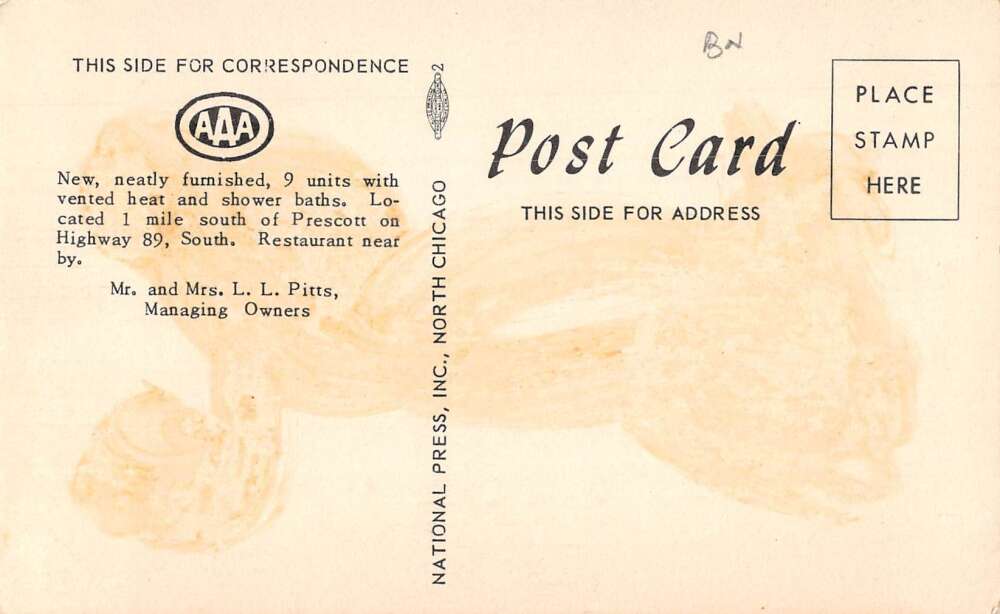 THIS SIDE FOR CORRESPONDENCE
AAA
New, neatly furnished, 9 units with
vented heat and shower baths. Lo-
cated 1 mile south of Prescott on
Highway 89, South. Restaurant near
by.
Mr. and Mrs. L. L. Pitts,
Managing Owners
NATIONAL PRESS, INC., NORTH CHICAGO
2
Post Card
THIS SIDE FOR ADDRESS
PLACE
STAMP
HERE